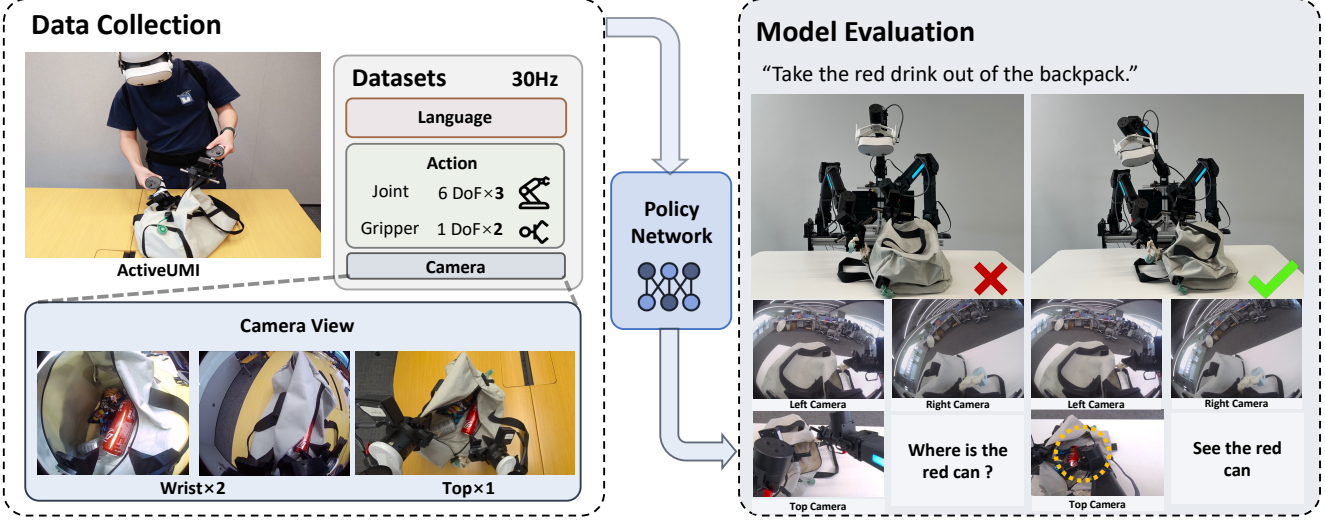 Data Collection
Datasets 30Hz
Language
Action
Joint 6 DoF×3
Gripper 1 DoF×2
Camera
ActiveUMI
Camera View
Wrist×2
Top×1
Policy
Network
Model Evaluation
“Take the red drink out of the backpack.”
Left Camera
Right Camera
Left Camera
Right Camera
Where is the
red can ?
See the red
can
Top Camera
Top Camera